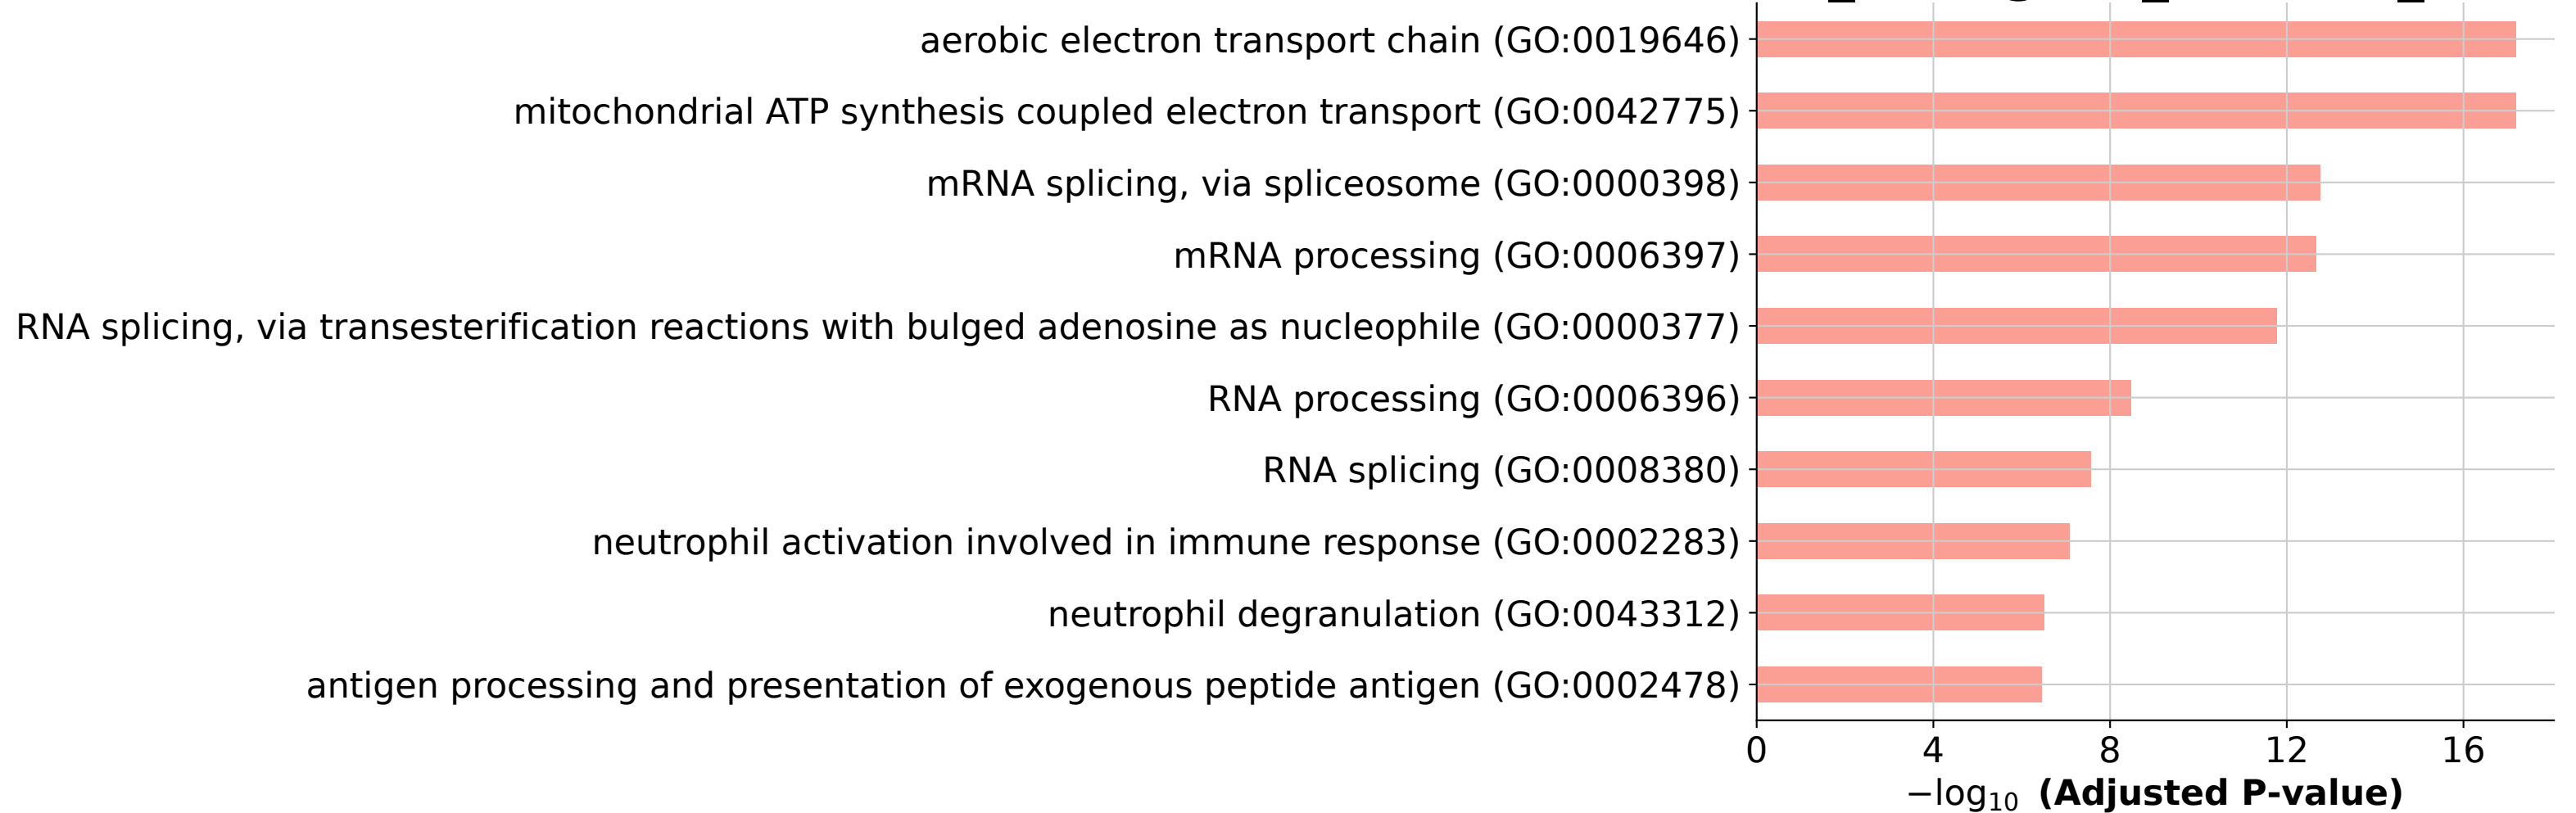 aerobic electron transport chain (GO:0019646)
mitochondrial ATP synthesis coupled electron transport (GO:0042775)
mRNA splicing, via spliceosome (GO:0000398)
mRNA processing (GO:0006397)
RNA splicing, via transesterification reactions with bulged adenosine as nucleophile (GO:0000377)
RNA processing (GO:0006396)
RNA splicing (GO:0008380)
neutrophil activation involved in immune response (GO:0002283)
neutrophil degranulation (GO:0043312)
antigen processing and presentation of exogenous peptide antigen (GO:0002478)
0 4 8 12 16
−log₁₀ (Adjusted P-value)